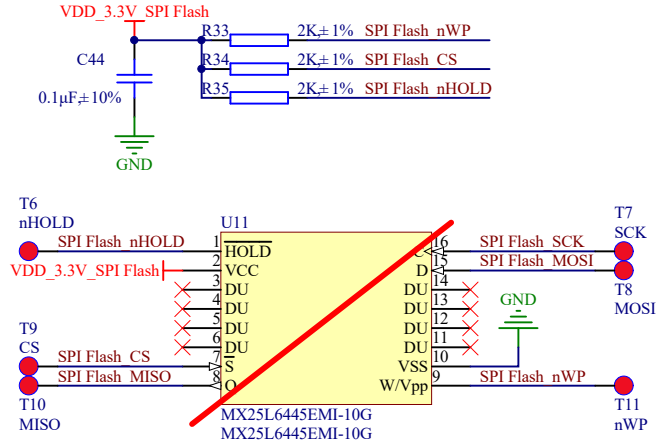 VDD_3.3V_SPI Flash
R33 2K,±1% SPI Flash_nWP
C44 R34 2K,±1% SPI Flash_CS
0.1µF,±10% R35 2K,±1% SPI Flash_nHOLD
GND
T6
nHOLD
U11
T7
SCK
SPI Flash_nHOLD 1 HOLD C 16 SPI Flash_SCK
VDD_3.3V_SPI Flash 2 VCC D 15 SPI Flash_MOSI
3 DU DU 14
T8
MOSI
4 DU DU 13
GND
5 DU DU 12
6 DU DU 11
T9
CS
SPI Flash_CS 7 S VSS 10
SPI Flash_MISO 8 Q W/Vpp 9 SPI Flash_nWP
T10
MISO
MX25L6445EMI-10G
MX25L6445EMI-10G
T11
nWP